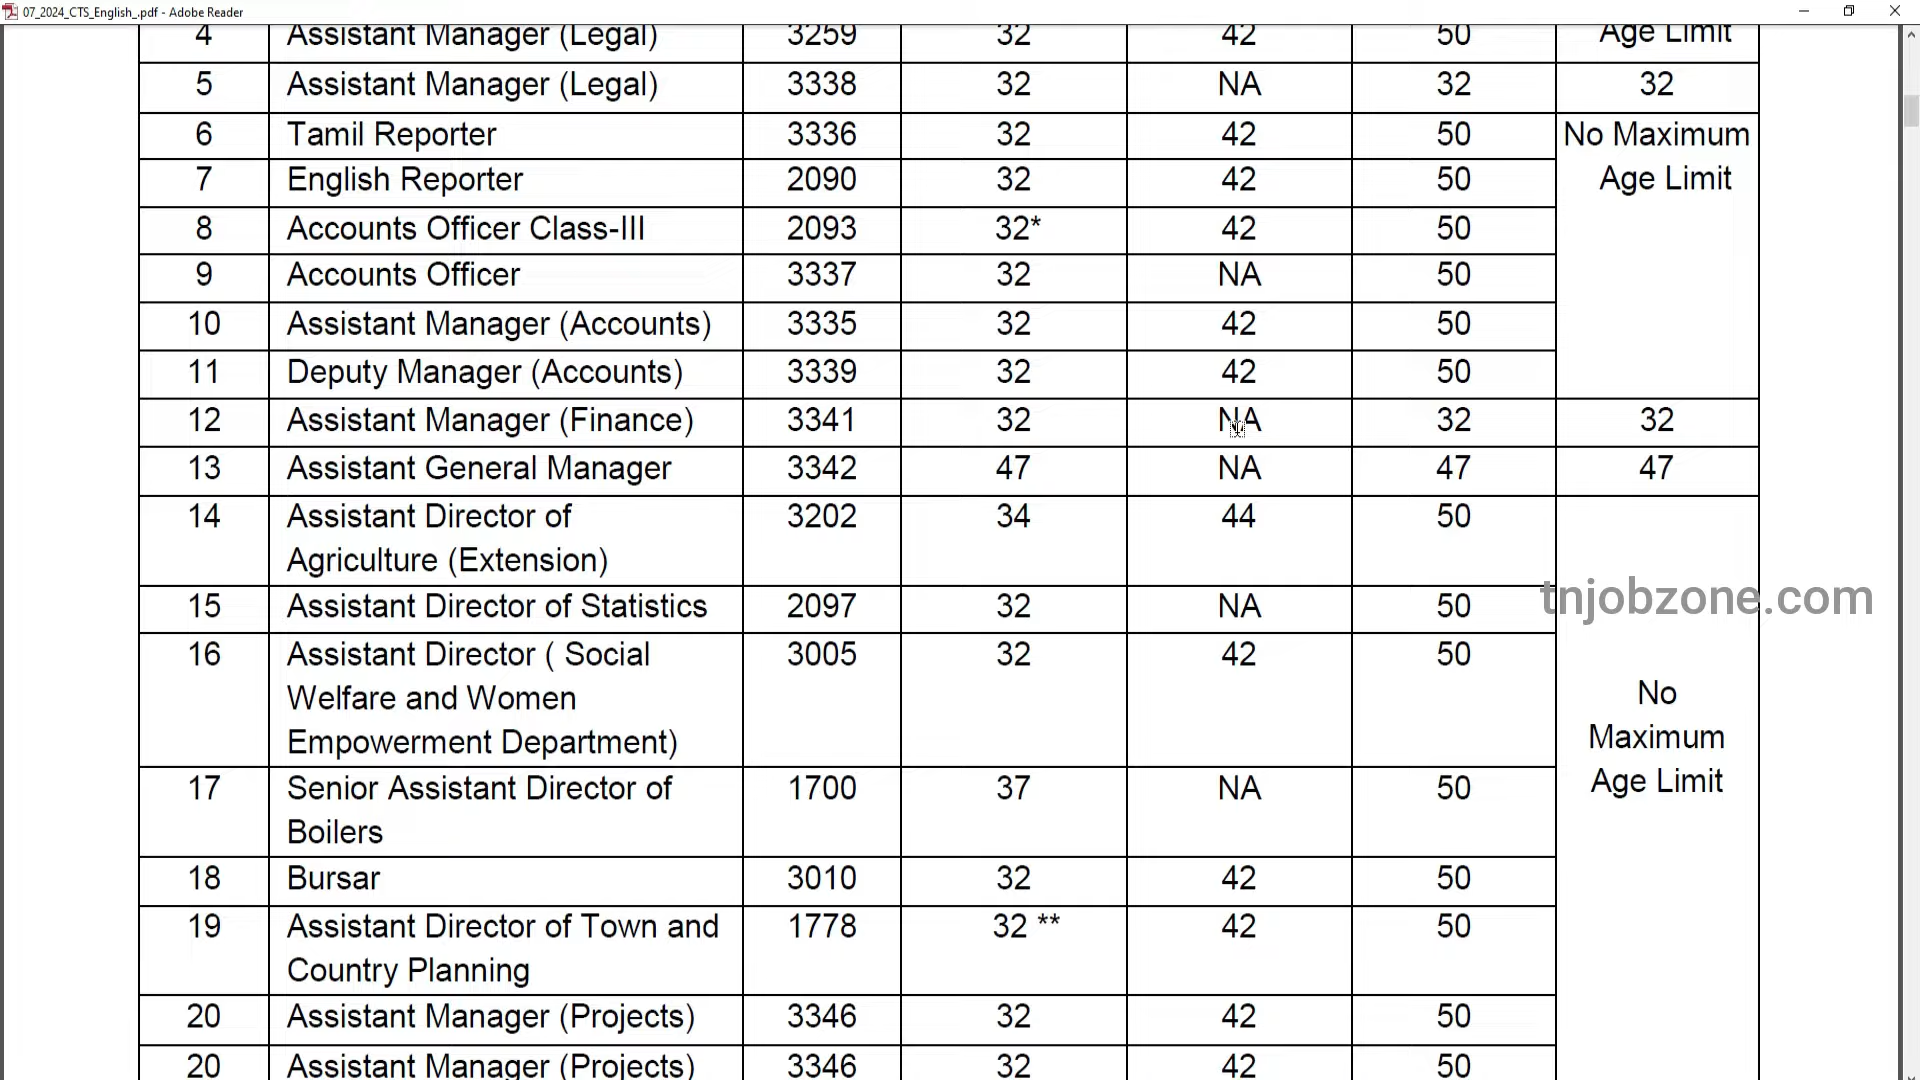 07_2024_CTS_English_.pdf - Adobe Reader
4 Assistant Manager (Legal) 3259 32 42 50 Age Limit
5 Assistant Manager (Legal) 3338 32 NA 32 32
6 Tamil Reporter 3336 32 42 50 No Maximum
7 English Reporter 2090 32 42 50 Age Limit
8 Accounts Officer Class-III 2093 32* 42 50
9 Accounts Officer 3337 32 NA 50
10 Assistant Manager (Accounts) 3335 32 42 50
11 Deputy Manager (Accounts) 3339 32 42 50
12 Assistant Manager (Finance) 3341 32 NA 32 32
13 Assistant General Manager 3342 47 NA 47 47
14 Assistant Director of 3202 34 44 50
Agriculture (Extension)
15 Assistant Director of Statistics 2097 32 NA 50
tnjobzone.com
16 Assistant Director ( Social 3005 32 42 50
Welfare and Women No
Empowerment Department) Maximum
17 Senior Assistant Director of 1700 37 NA 50 Age Limit
Boilers
18 Bursar 3010 32 42 50
19 Assistant Director of Town and 1778 32 ** 42 50
Country Planning
20 Assistant Manager (Projects) 3346 32 42 50
20 Assistant Manager (Projects) 3346 32 42 50